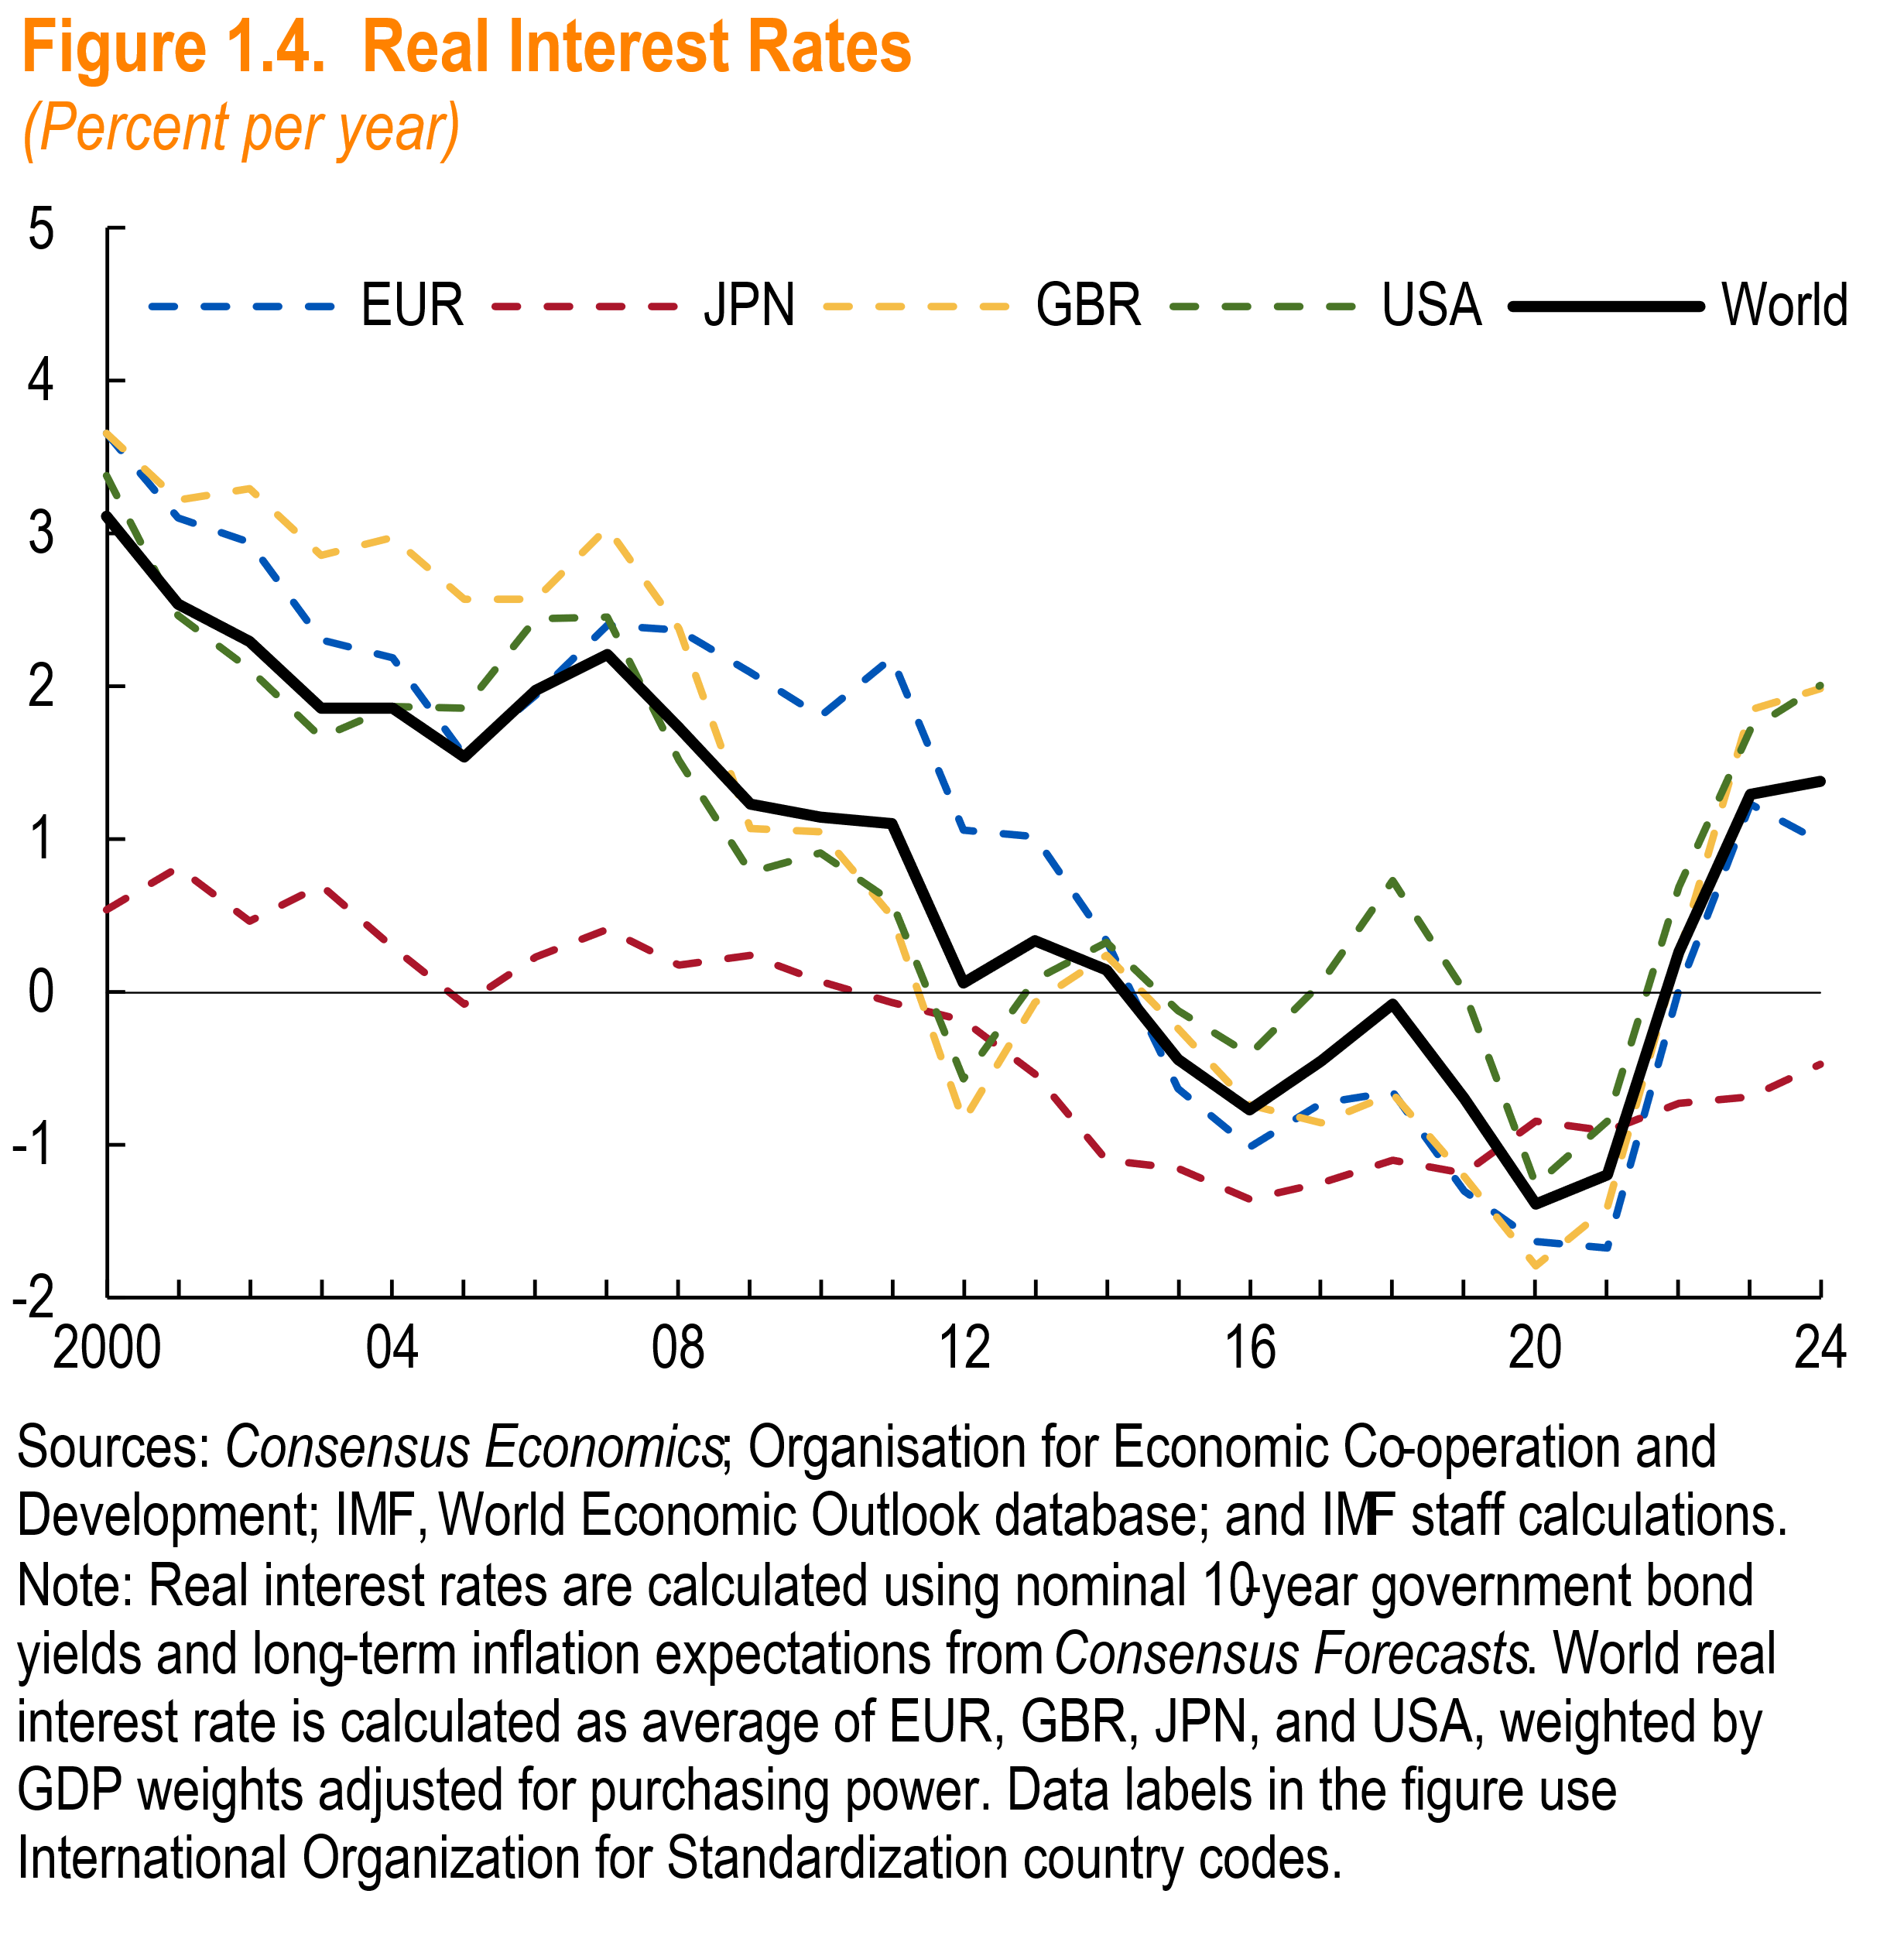 Figure 1.4. Real Interest Rates
(Percent per year)
5
EUR JPN GBR USA World
4
3
2
1
0
-1
-2
2000 04 08 12 16 20 24
Sources: Consensus Economics; Organisation for Economic Co-operation and
Development; IMF, World Economic Outlook database; and IMF staff calculations.
Note: Real interest rates are calculated using nominal 10-year government bond
yields and long-term inflation expectations from Consensus Forecasts. World real
interest rate is calculated as average of EUR, GBR, JPN, and USA, weighted by
GDP weights adjusted for purchasing power. Data labels in the figure use
International Organization for Standardization country codes.